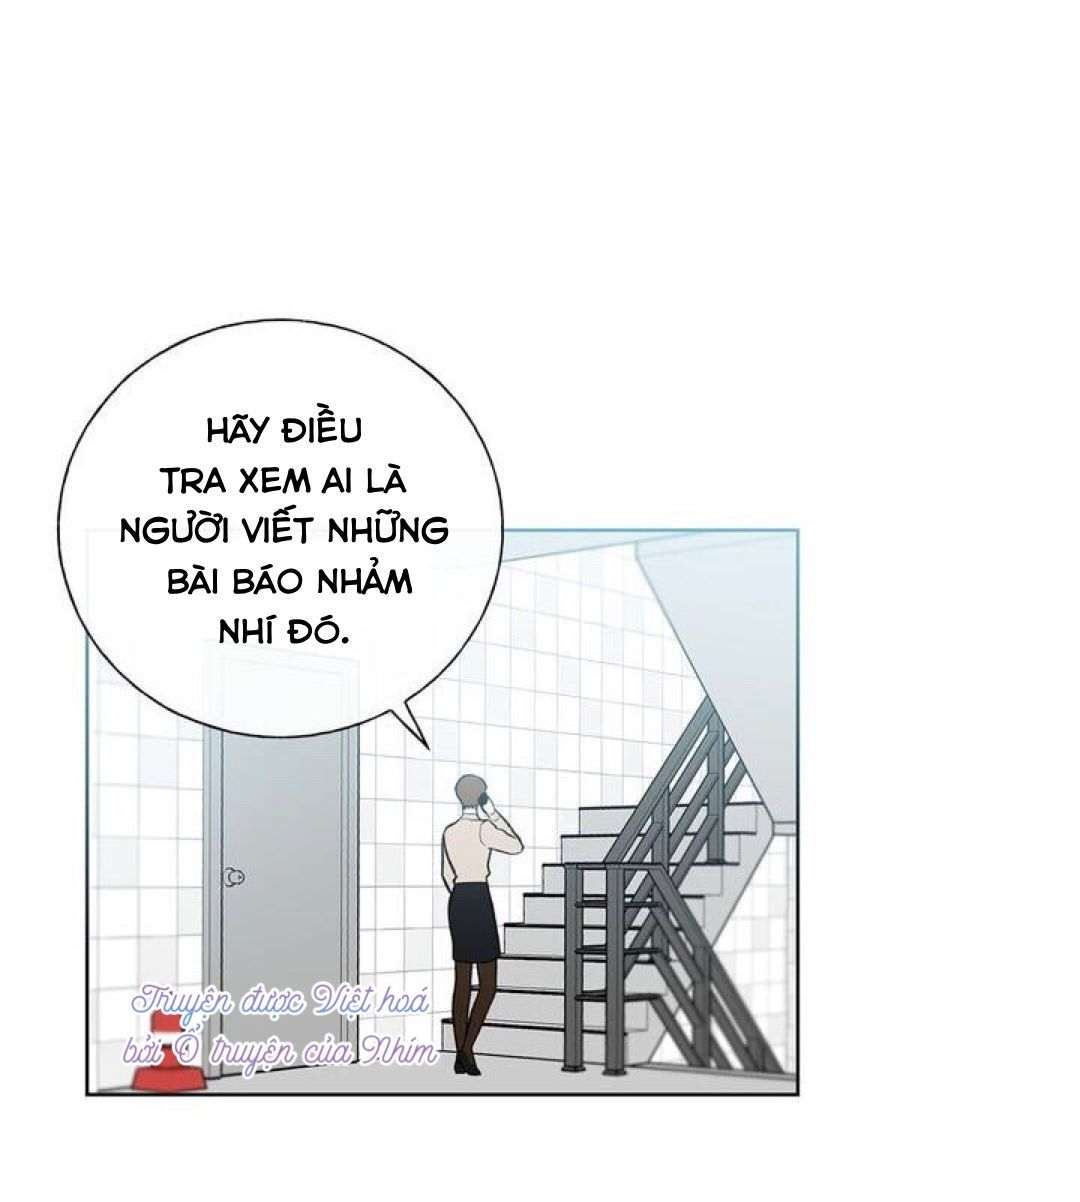 HÃY ĐIỀU
TRA XEM AI LÀ
NGƯỜI VIẾT NHỮNG
BÀI BÁO NHẢM
NHÍ ĐÓ.
Truyện được Việt hoá
bởi Ổ truyện của Nhím